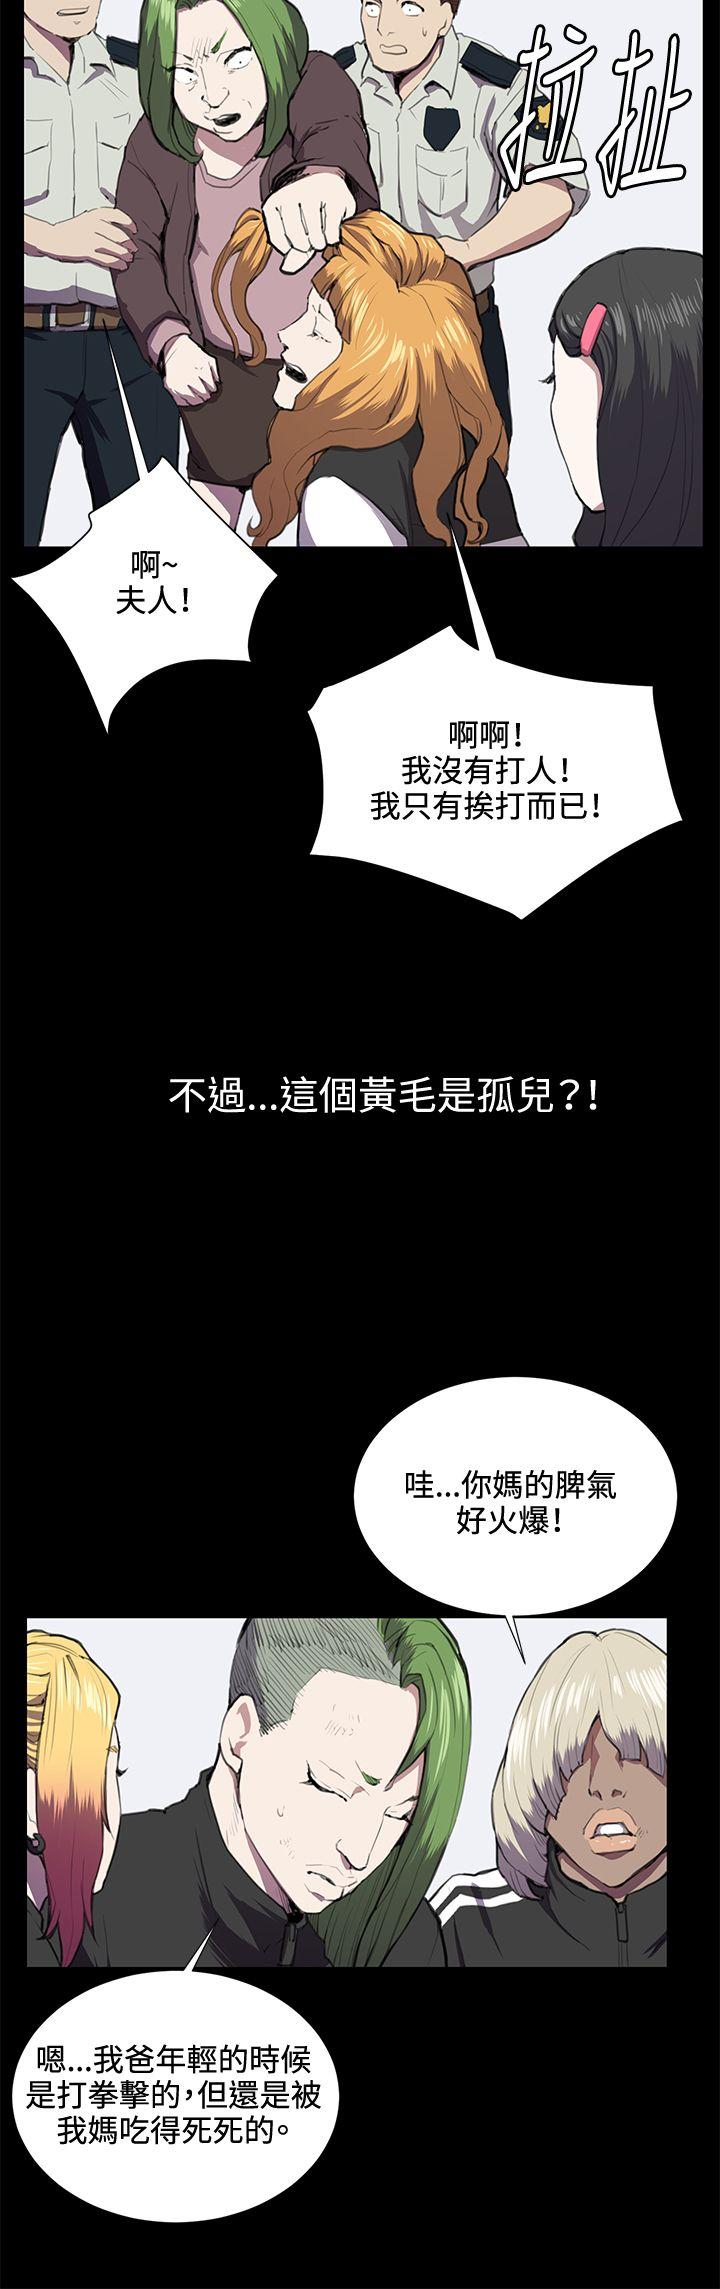 拉扯
啊~
夫人!
啊啊!
我沒有打人!
我只有挨打而已!
不過...這個黃毛是孤兒?!
哇...你媽的脾氣
好火爆!
嗯...我爸年輕的時候
是打拳擊的,但還是被
我媽吃得死死的。